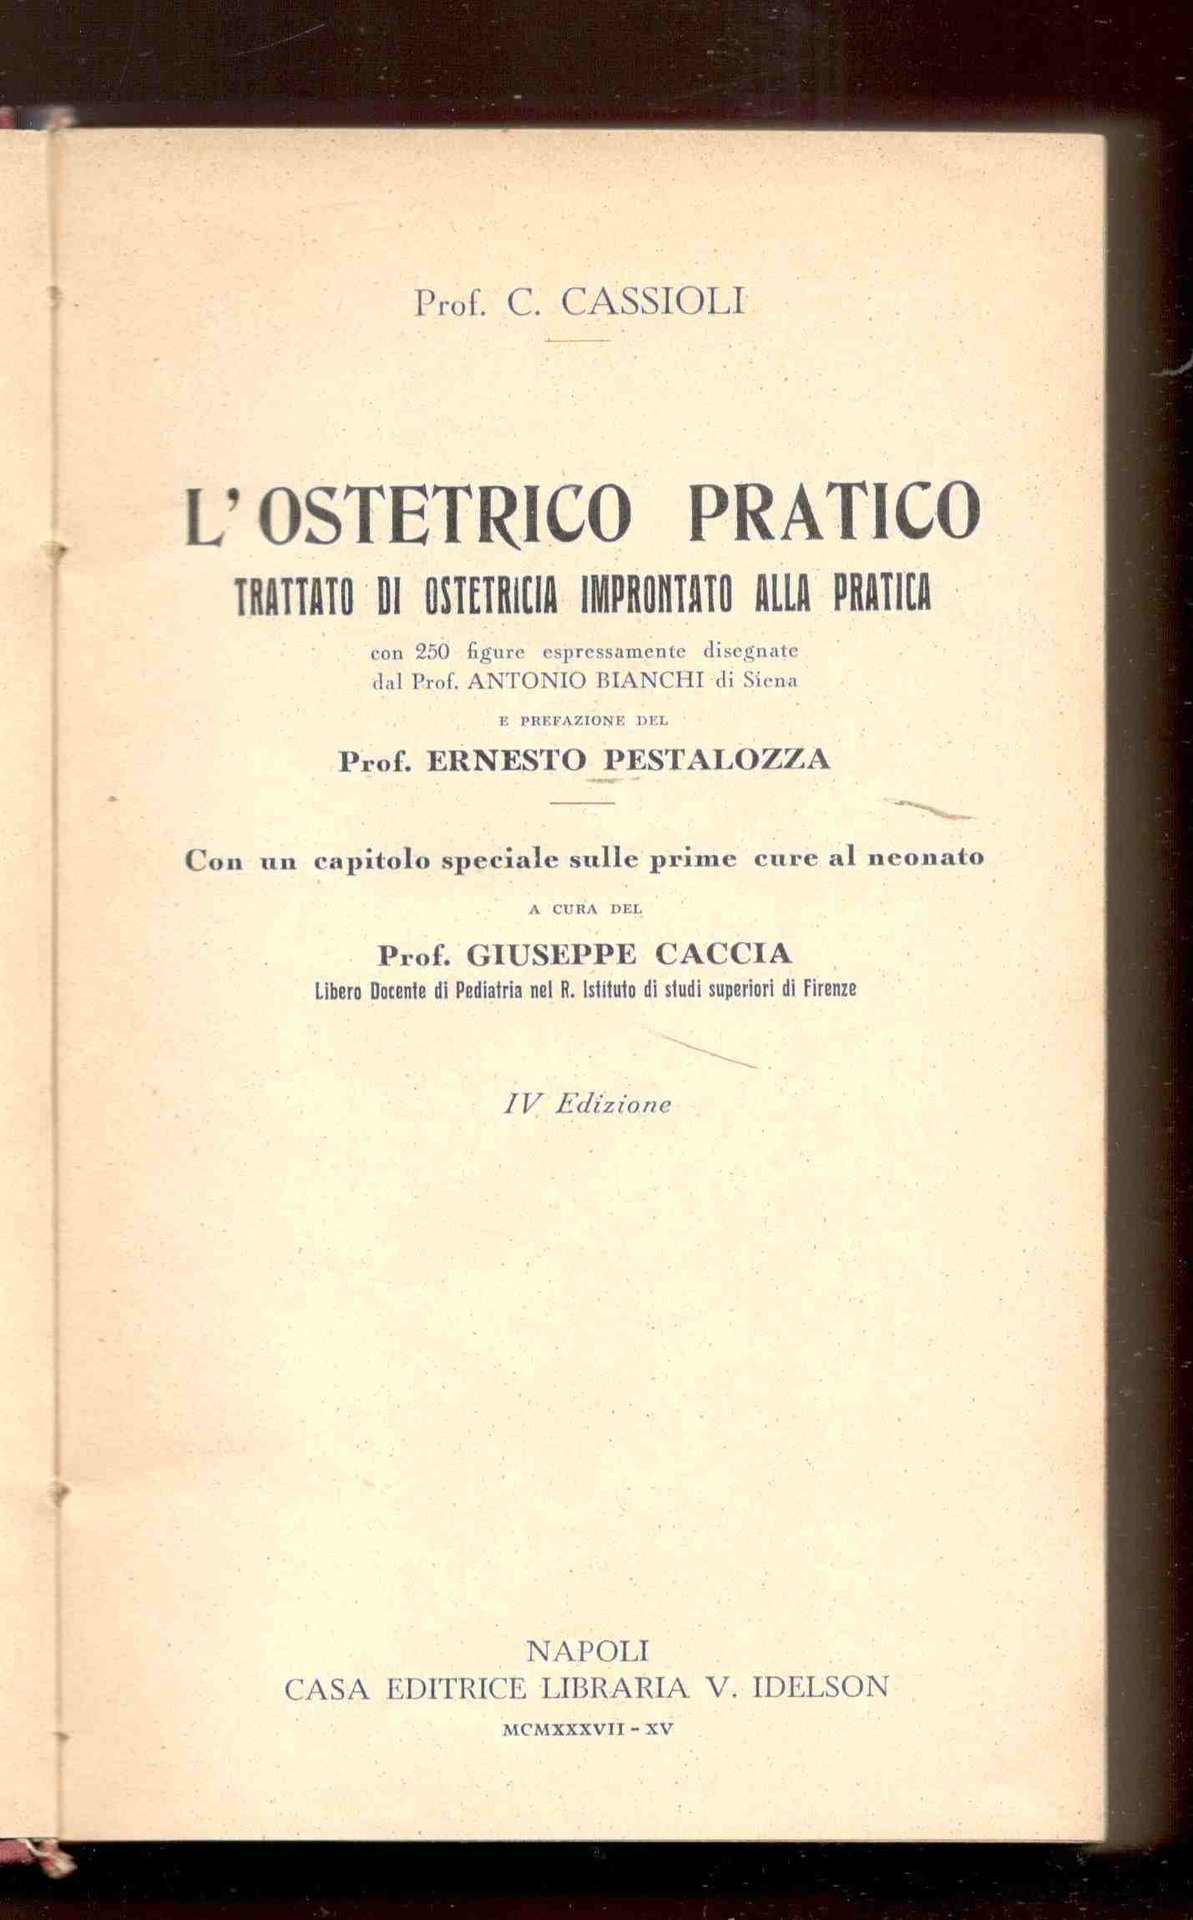 Prof. C. CASSIOLI
L'OSTETRICO PRATICO
TRATTATO DI OSTETRICIA IMPRONTATO ALLA PRATICA
con 250 figure espressamente disegnate
dal Prof. ANTONIO BIANCHI di Siena
E PREFAZIONE DEL
Prof. ERNESTO PESTALOZZA
Con un capitolo speciale sulle prime cure al neonato
A CURA DEL
Prof. GIUSEPPE CACCIA
Libero Docente di Pediatria nel R. Istituto di studi superiori di Firenze
IV Edizione
NAPOLI
CASA EDITRICE LIBRARIA V. IDELSON
MCMXXXVII - XV